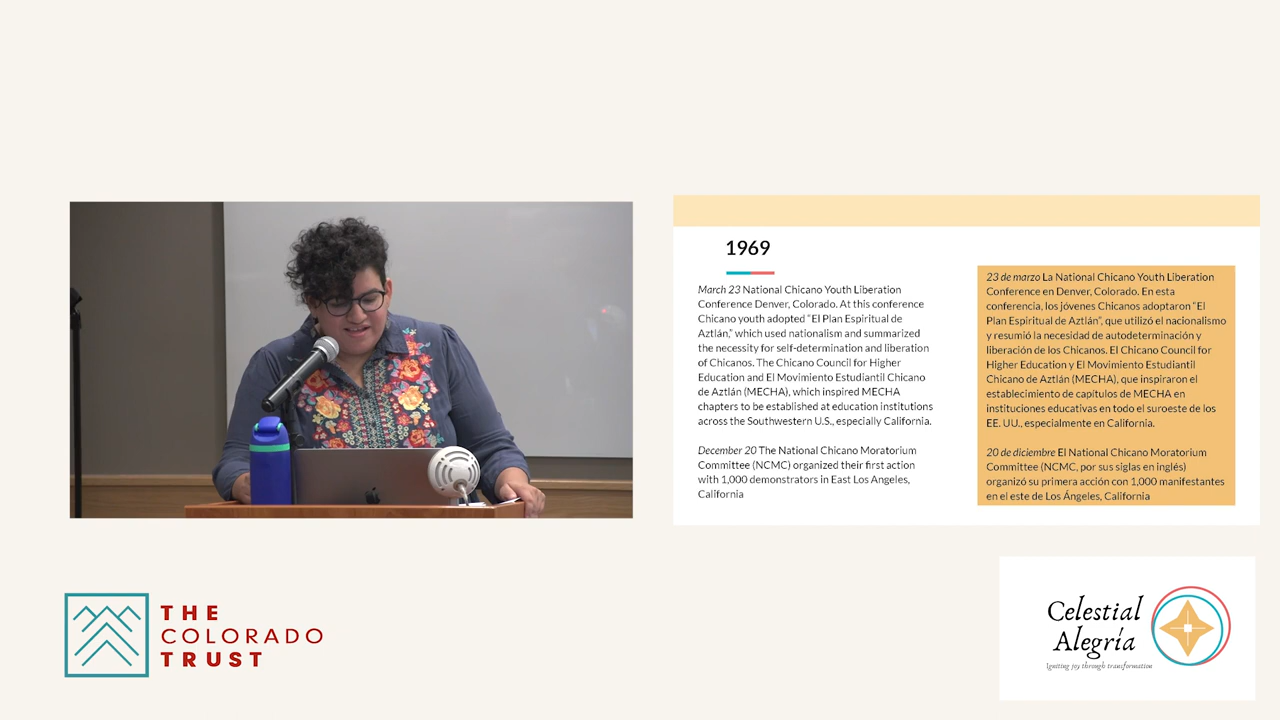 1969
March 23 National Chicano Youth Liberation
Conference Denver, Colorado. At this conference
Chicano youth adopted “El Plan Espiritual de
Aztlán,” which used nationalism and summarized
the necessity for self-determination and liberation
of Chicanos. The Chicano Council for Higher
Education and El Movimiento Estudiantil Chicano
de Aztlán (MECHA), which inspired MECHA
chapters to be established at education institutions
across the Southwestern U.S., especially California.
December 20 The National Chicano Moratorium
Committee (NCMC) organized their first action
with 1,000 demonstrators in East Los Angeles,
California
23 de marzo La National Chicano Youth Liberation
Conference en Denver, Colorado. En esta
conferencia, los jóvenes Chicanos adoptaron “El
Plan Espiritual de Aztlán”, que utilizó el nacionalismo
y resumió la necesidad de autodeterminación y
liberación de los Chicanos. El Chicano Council for
Higher Education y El Movimiento Estudiantil
Chicano de Aztlán (MECHA), que inspiraron el
establecimiento de capítulos de MECHA en
instituciones educativas en todo el suroeste de los
EE. UU., especialmente en California.
20 de diciembre El National Chicano Moratorium
Committee (NCMC, por sus siglas en inglés)
organizó su primera acción con 1,000 manifestantes
en el este de Los Ángeles, California
THE
COLORADO
TRUST
Celestial
Alegría
Igniting joy through transformation